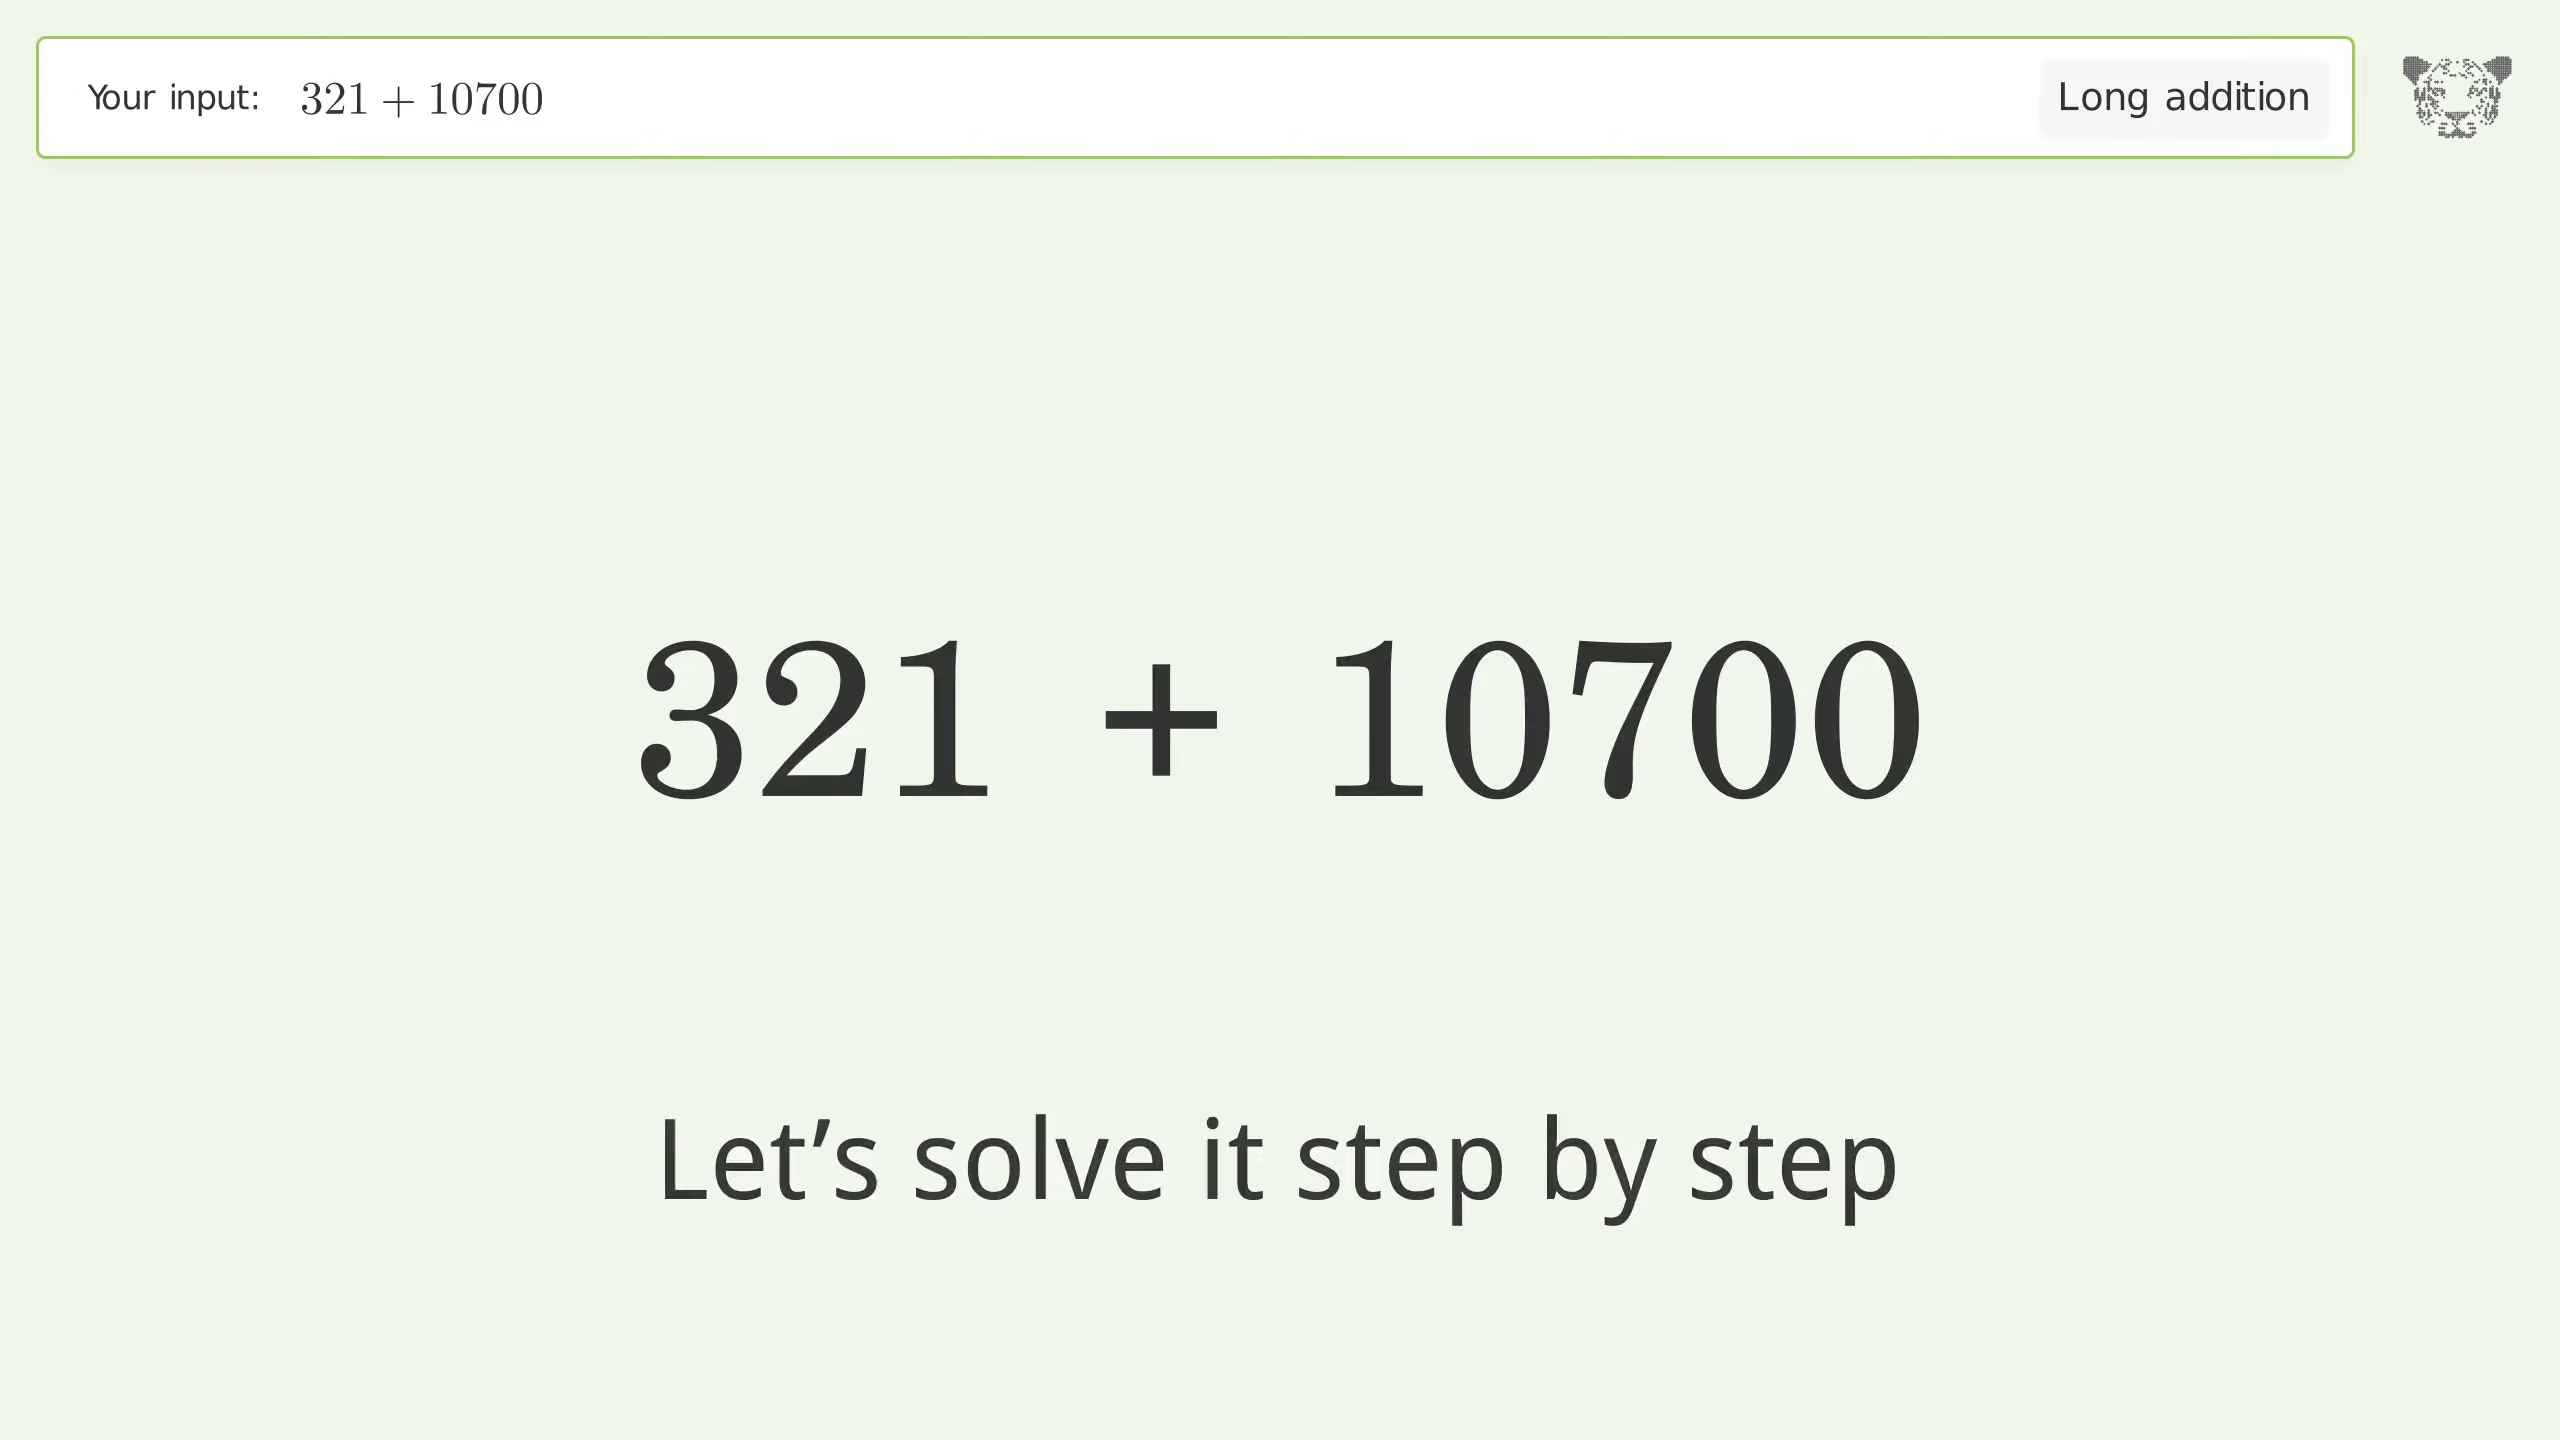 Your input: 321 + 10700 Long addition
321 + 10700
Let’s solve it step by step